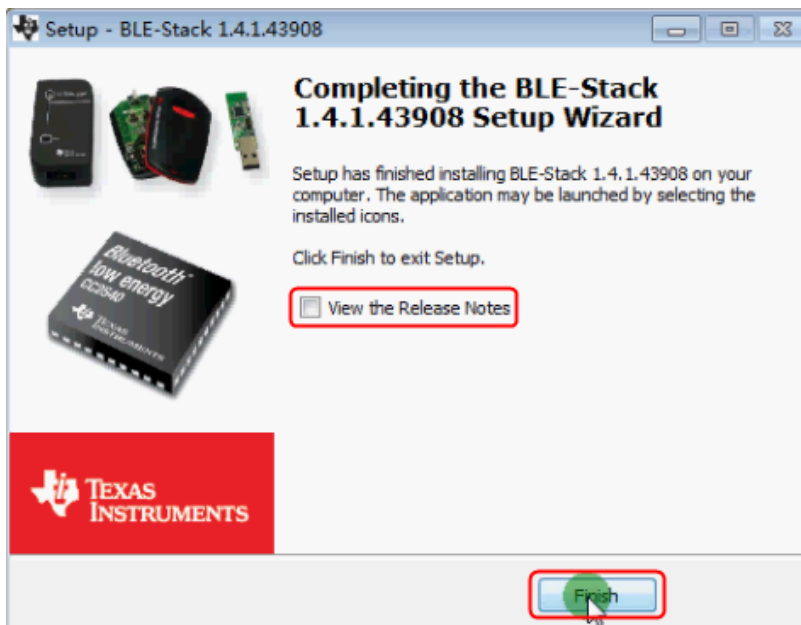 Setup - BLE-Stack 1.4.1.43908
Completing the BLE-Stack
1.4.1.43908 Setup Wizard
Setup has finished installing BLE-Stack 1.4.1.43908 on your
computer. The application may be launched by selecting the
installed icons.
Click Finish to exit Setup.
View the Release Notes
Bluetooth
low energy
CC2540
TEXAS
INSTRUMENTS
TEXAS
INSTRUMENTS
Finish